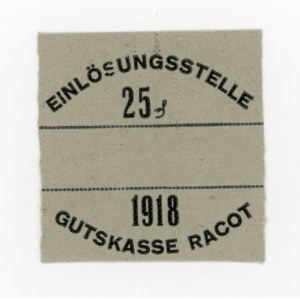 EINLÖSUNGSSTELLE
25 ₰
1918
GUTSKASSE RACOT